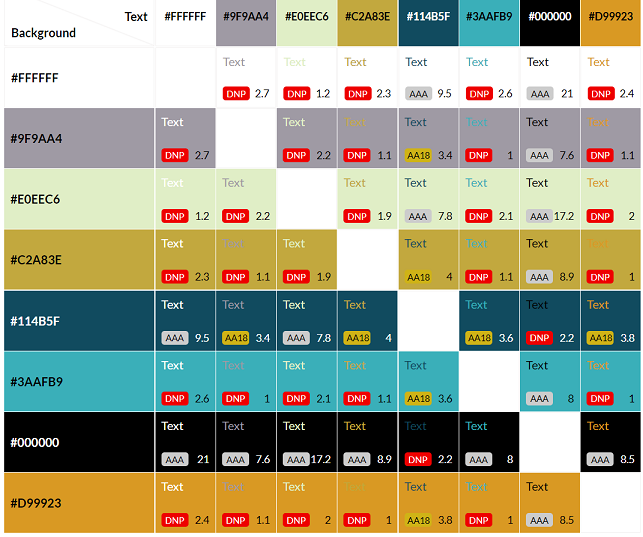 Text #FFFFFF #9F9AA4 #E0EEC6 #C2A83E #114B5F #3AAFB9 #000000 #D99923
Background
Text Text Text Text Text Text Text
#FFFFFF
DNP 2.7 DNP 1.2 DNP 2.3 AAA 9.5 DNP 2.6 AAA 21 DNP 2.4
Text Text Text Text Text Text Text
#9F9AA4
DNP 2.7 DNP 2.2 DNP 1.1 AA18 3.4 DNP 1 AAA 7.6 DNP 1.1
Text Text Text Text Text Text Text
#E0EEC6
DNP 1.2 DNP 2.2 DNP 1.9 AAA 7.8 DNP 2.1 AAA 17.2 DNP 2
Text Text Text Text Text Text Text
#C2A83E
DNP 2.3 DNP 1.1 DNP 1.9 AA18 4 DNP 1.1 AAA 8.9 DNP 1
Text Text Text Text Text Text Text
#114B5F
AAA 9.5 AA18 3.4 AAA 7.8 AA18 4 AA18 3.6 DNP 2.2 AA18 3.8
Text Text Text Text Text Text Text
#3AAFB9
DNP 2.6 DNP 1 DNP 2.1 DNP 1.1 AA18 3.6 AAA 8 DNP 1
Text Text Text Text Text Text Text
#000000
AAA 21 AAA 7.6 AAA 17.2 AAA 8.9 DNP 2.2 AAA 8 AAA 8.5
Text Text Text Text Text Text Text
#D99923
DNP 2.4 DNP 1.1 DNP 2 DNP 1 AA18 3.8 DNP 1 AAA 8.5